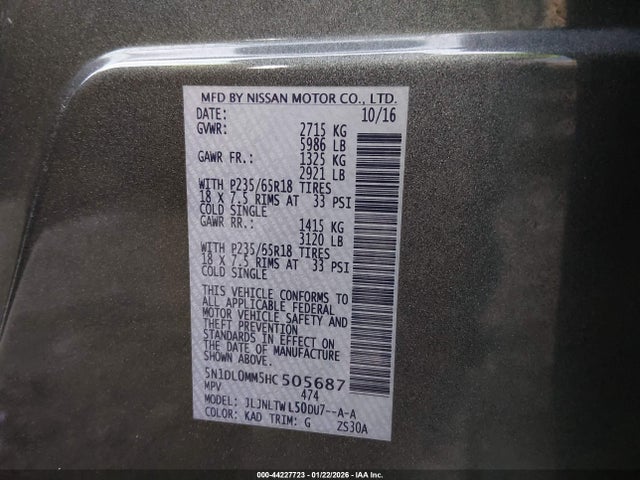 MFD BY NISSAN MOTOR CO., LTD.
DATE: 10/16
GVWR: 2715 KG
5986 LB
GAWR FR.: 1325 KG
2921 LB
WITH P235/65R18 TIRES
18 X 7.5 RIMS AT 33 PSI
COLD SINGLE
GAWR RR.: 1415 KG
3120 LB
WITH P235/65R18 TIRES
18 X 7.5 RIMS AT 33 PSI
COLD SINGLE
THIS VEHICLE CONFORMS TO
ALL APPLICABLE FEDERAL
MOTOR VEHICLE SAFETY AND
THEFT PREVENTION
STANDARDS IN EFFECT ON
THE DATE OF MANUFACTURE
SHOWN ABOVE.
5N1DL0MM5HC505687
MPV 474
MODEL: JLJNLTWL50DU7--A-A
COLOR: KAD TRIM: G ZS30A
000-44227723 - 01/22/2026 - IAA Inc.